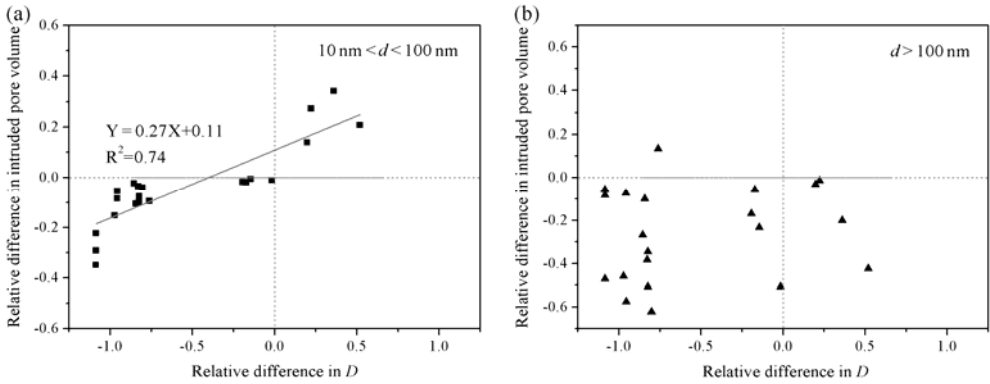 (a)
Relative difference in intruded pore volume
0.6
0.4
0.2
0.0
-0.2
-0.4
-0.6
10 nm < d < 100 nm
Y = 0.27X+0.11
R²=0.74
-1.0
-0.5
0.0
0.5
1.0
Relative difference in D
(b)
Relative difference in intruded pore volume
0.6
0.4
0.2
0.0
-0.2
-0.4
-0.6
d > 100 nm
-1.0
-0.5
0.0
0.5
1.0
Relative difference in D